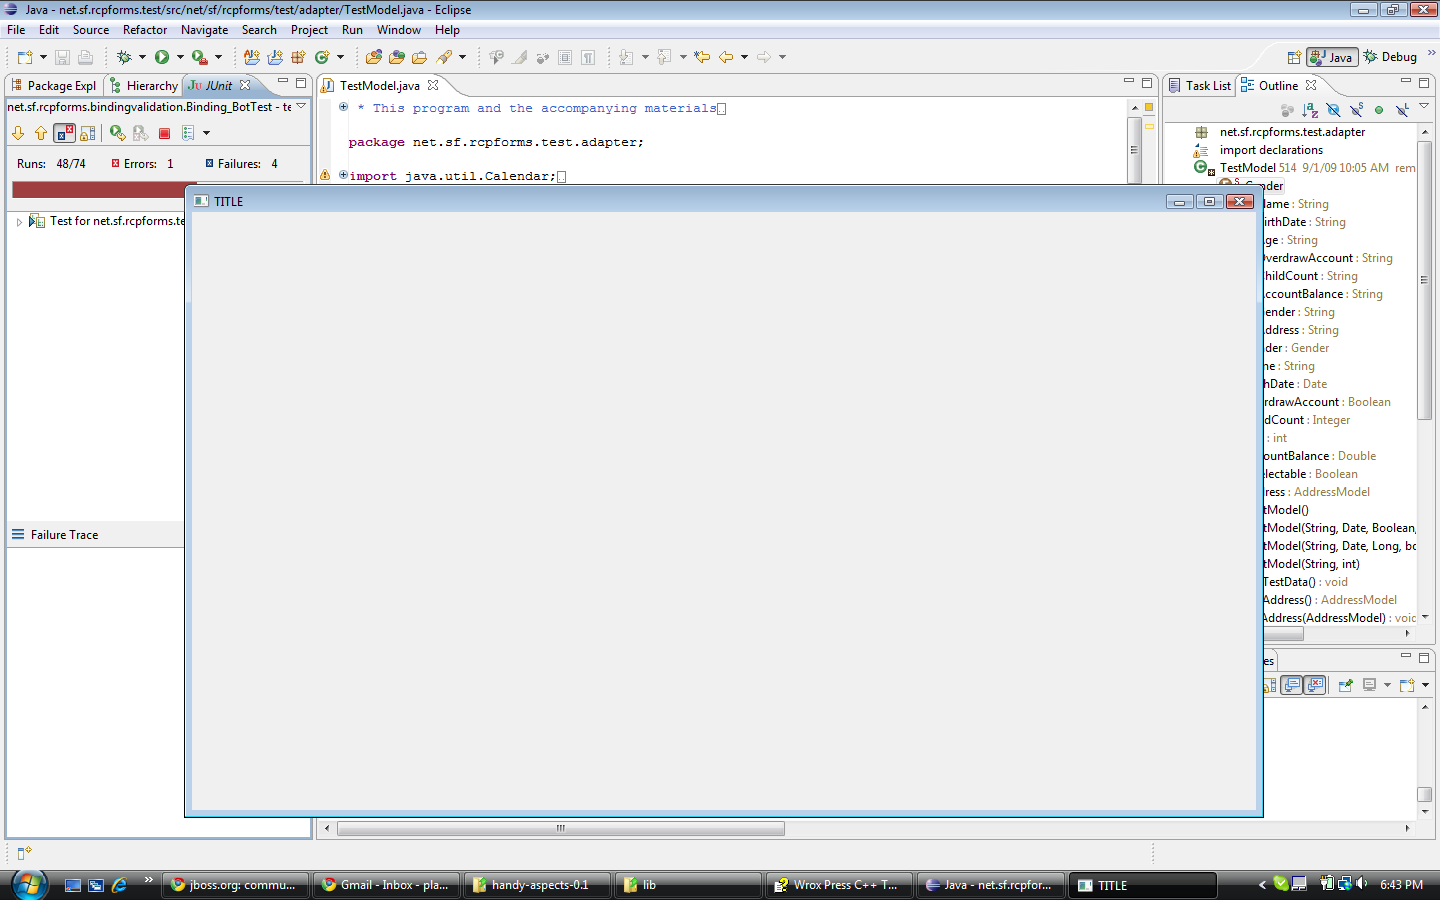 Java - net.sf.rcpforms.test/src/net/sf/rcpforms/test/adapter/TestModel.java - Eclipse
File Edit Source Refactor Navigate Search Project Run Window Help
Java Debug
Package Expl Hierarchy JUnit
TestModel.java
Task List Outline
net.sf.rcpforms.bindingvalidation.Binding_BotTest - te
* This program and the accompanying materials
package net.sf.rcpforms.test.adapter;
import java.util.Calendar;
Runs: 48/74 Errors: 1 Failures: 4
Test for net.sf.rcpforms.te
Failure Trace
TITLE
net.sf.rcpforms.test.adapter
import declarations
TestModel 514 9/1/09 10:05 AM rem
Gender
ame : String
irthDate : String
ge : String
verdrawAccount : String
hildCount : String
ccountBalance : String
ender : String
ddress : String
der : Gender
me : String
hDate : Date
rdrawAccount : Boolean
dCount : Integer
: int
ountBalance : Double
electable : Boolean
ress : AddressModel
tModel()
tModel(String, Date, Boolean,
tModel(String, Date, Long, bo
tModel(String, int)
TestData() : void
Address() : AddressModel
Address(AddressModel) : voic
es
jboss.org: commu...
Gmail - Inbox - pla...
handy-aspects-0.1
lib
Wrox Press C++ T...
Java - net.sf.rcpfor...
TITLE
6:43 PM